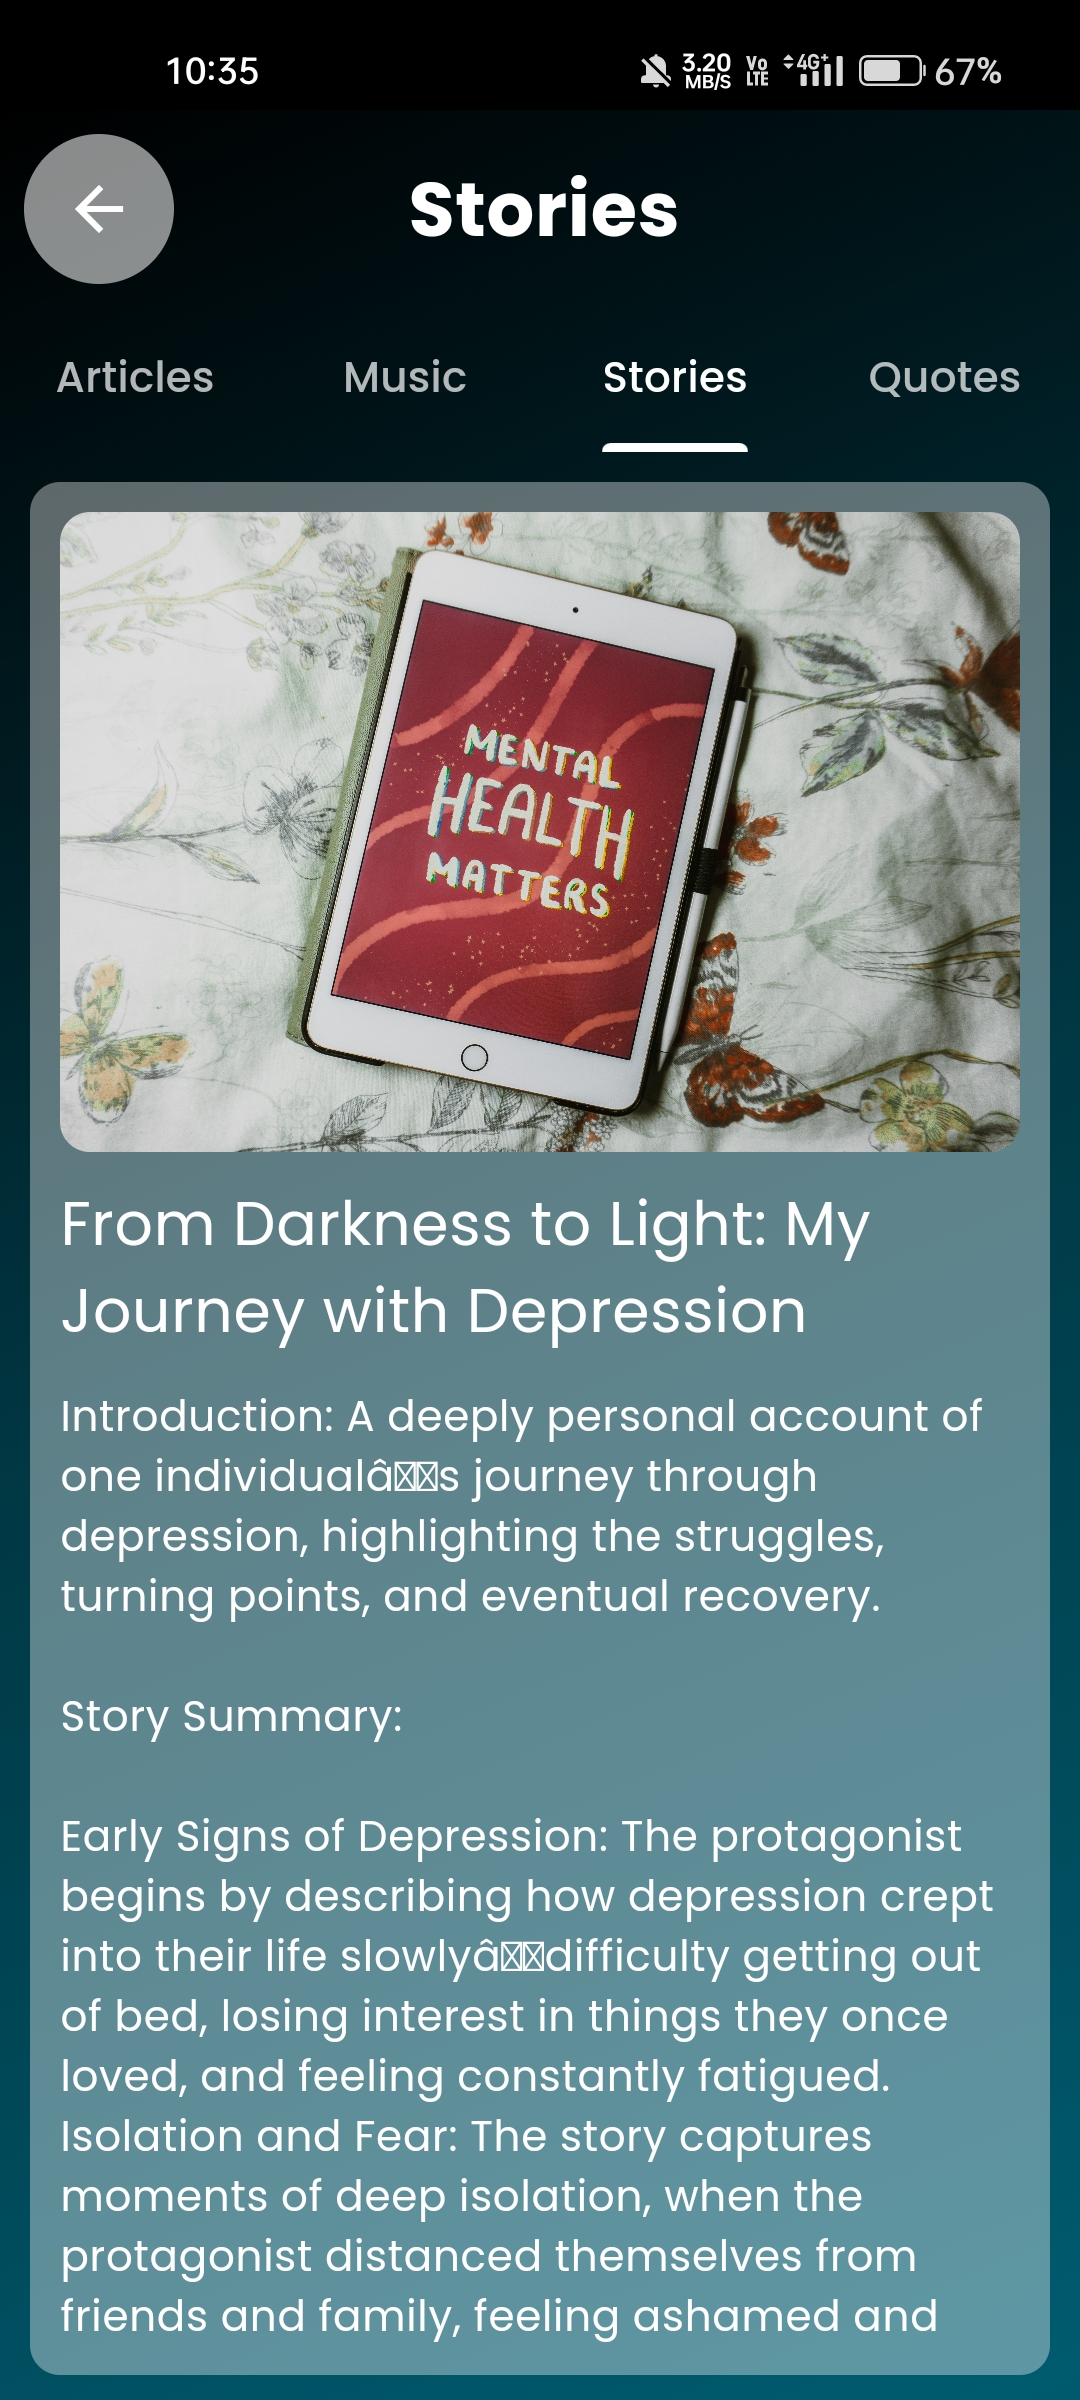 10:35
3.20 MB/S
Vo LTE
4G+
67%
Stories
Articles Music Stories Quotes
MENTAL
HEALTH
MATTERS
From Darkness to Light: My
Journey with Depression
Introduction: A deeply personal account of
one individualâ��s journey through
depression, highlighting the struggles,
turning points, and eventual recovery.
Story Summary:
Early Signs of Depression: The protagonist
begins by describing how depression crept
into their life slowlyâ��difficulty getting out
of bed, losing interest in things they once
loved, and feeling constantly fatigued.
Isolation and Fear: The story captures
moments of deep isolation, when the
protagonist distanced themselves from
friends and family, feeling ashamed and